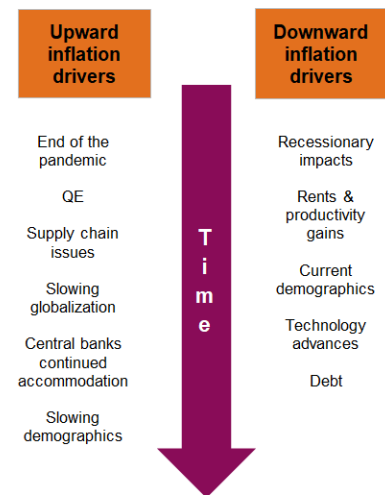 Upward
inflation
drivers
End of the
pandemic
QE
Supply chain
issues
Slowing
globalization
Central banks
continued
accommodation
Slowing
demographics
Time
Downward
inflation
drivers
Recessionary
impacts
Rents &
productivity
gains
Current
demographics
Technology
advances
Debt